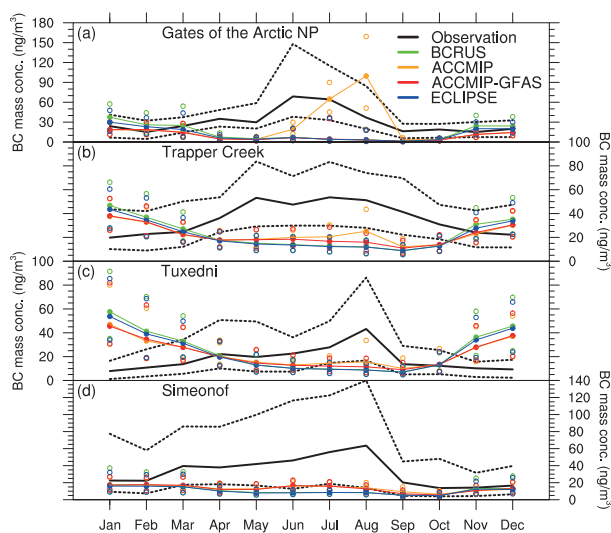 (a) Gates of the Arctic NP
Observation
BCRUS
ACCMIP
ACCMIP-GFAS
ECLIPSE
BC mass conc. (ng/m³)
180
150
120
90
60
30
0
(b) Trapper Creek
100
80
60
40
20
0
BC mass conc. (ng/m³)
(c) Tuxedni
BC mass conc. (ng/m³)
100
80
60
40
20
0
(d) Simeonof
140
120
100
80
60
40
20
0
BC mass conc. (ng/m³)
Jan Feb Mar Apr May Jun Jul Aug Sep Oct Nov Dec